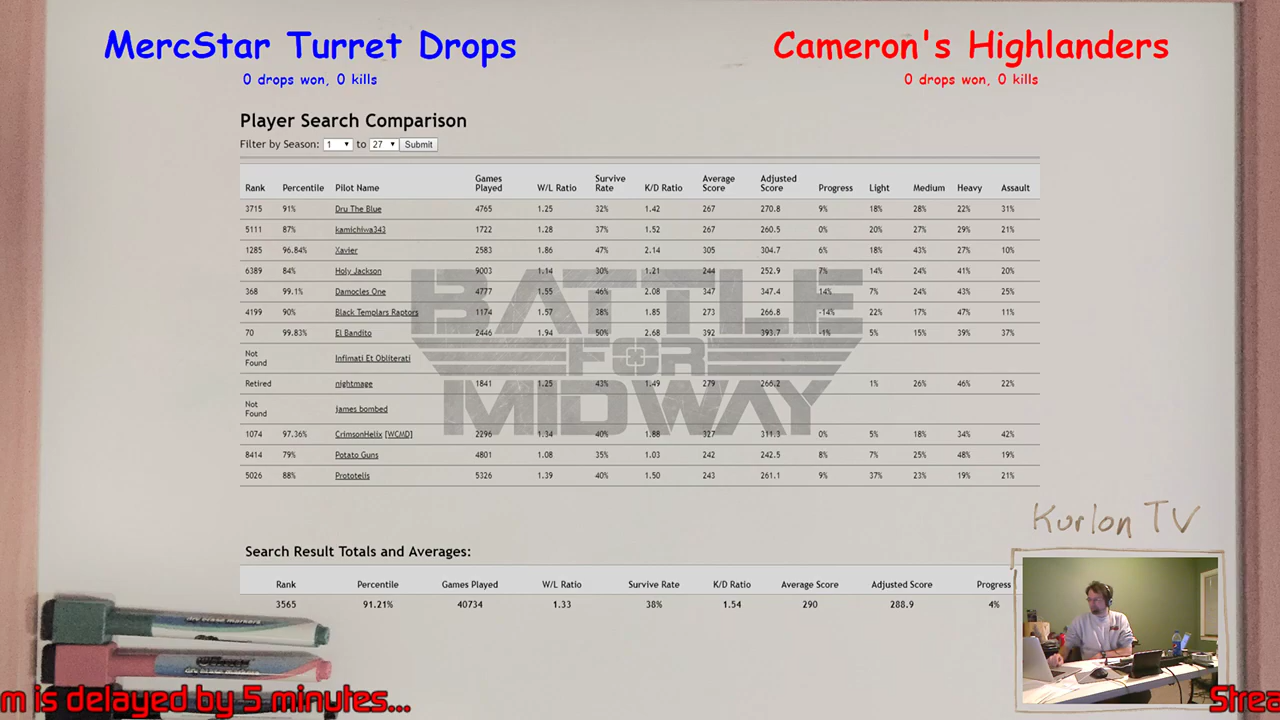 MercStar Turret Drops
0 drops won, 0 kills
Cameron's Highlanders
0 drops won, 0 kills
Player Search Comparison
Filter by Season: 1 to 27 Submit
Rank Percentile Pilot Name Games Played W/L Ratio Survive Rate K/D Ratio Average Score Adjusted Score Progress Light Medium Heavy Assault
3715 91% Dru The Blue 4765 1.25 32% 1.42 267 270.8 9% 18% 28% 22% 31%
5111 87% kamichiwa343 1722 1.28 37% 1.52 267 260.5 0% 20% 27% 29% 21%
1285 96.84% Xavier 2583 1.86 47% 2.14 305 304.7 6% 18% 43% 27% 10%
6389 84% Holy Jackson 9003 1.14 30% 1.21 244 252.9 7% 14% 24% 41% 20%
368 99.1% Damocles One 4777 1.55 46% 2.08 347 347.4 14% 7% 24% 43% 25%
4199 90% Black Templars Raptors 1174 1.57 38% 1.85 273 266.8 -14% 22% 17% 47% 11%
70 99.83% El Bandito 2446 1.94 50% 2.68 392 393.7 -1% 5% 15% 39% 37%
Not Found Infimati Et Obliterati
Retired nightmage 1841 1.25 43% 1.49 279 266.2 1% 26% 46% 22%
Not Found james bombed
1074 97.36% CrimsonHelix [WCMD] 2296 1.34 40% 1.88 327 311.3 0% 5% 18% 34% 42%
8414 79% Potato Guns 4801 1.08 35% 1.03 242 242.5 8% 7% 25% 48% 19%
5026 88% Prototelis 5326 1.39 40% 1.50 243 261.1 9% 37% 23% 19% 21%
BATTLE
FOR
MIDWAY
Kurlon TV
Search Result Totals and Averages:
Rank Percentile Games Played W/L Ratio Survive Rate K/D Ratio Average Score Adjusted Score Progress
3565 91.21% 40734 1.33 38% 1.54 290 288.9 4%
dry erase markers
m is delayed by 5 minutes... Strea